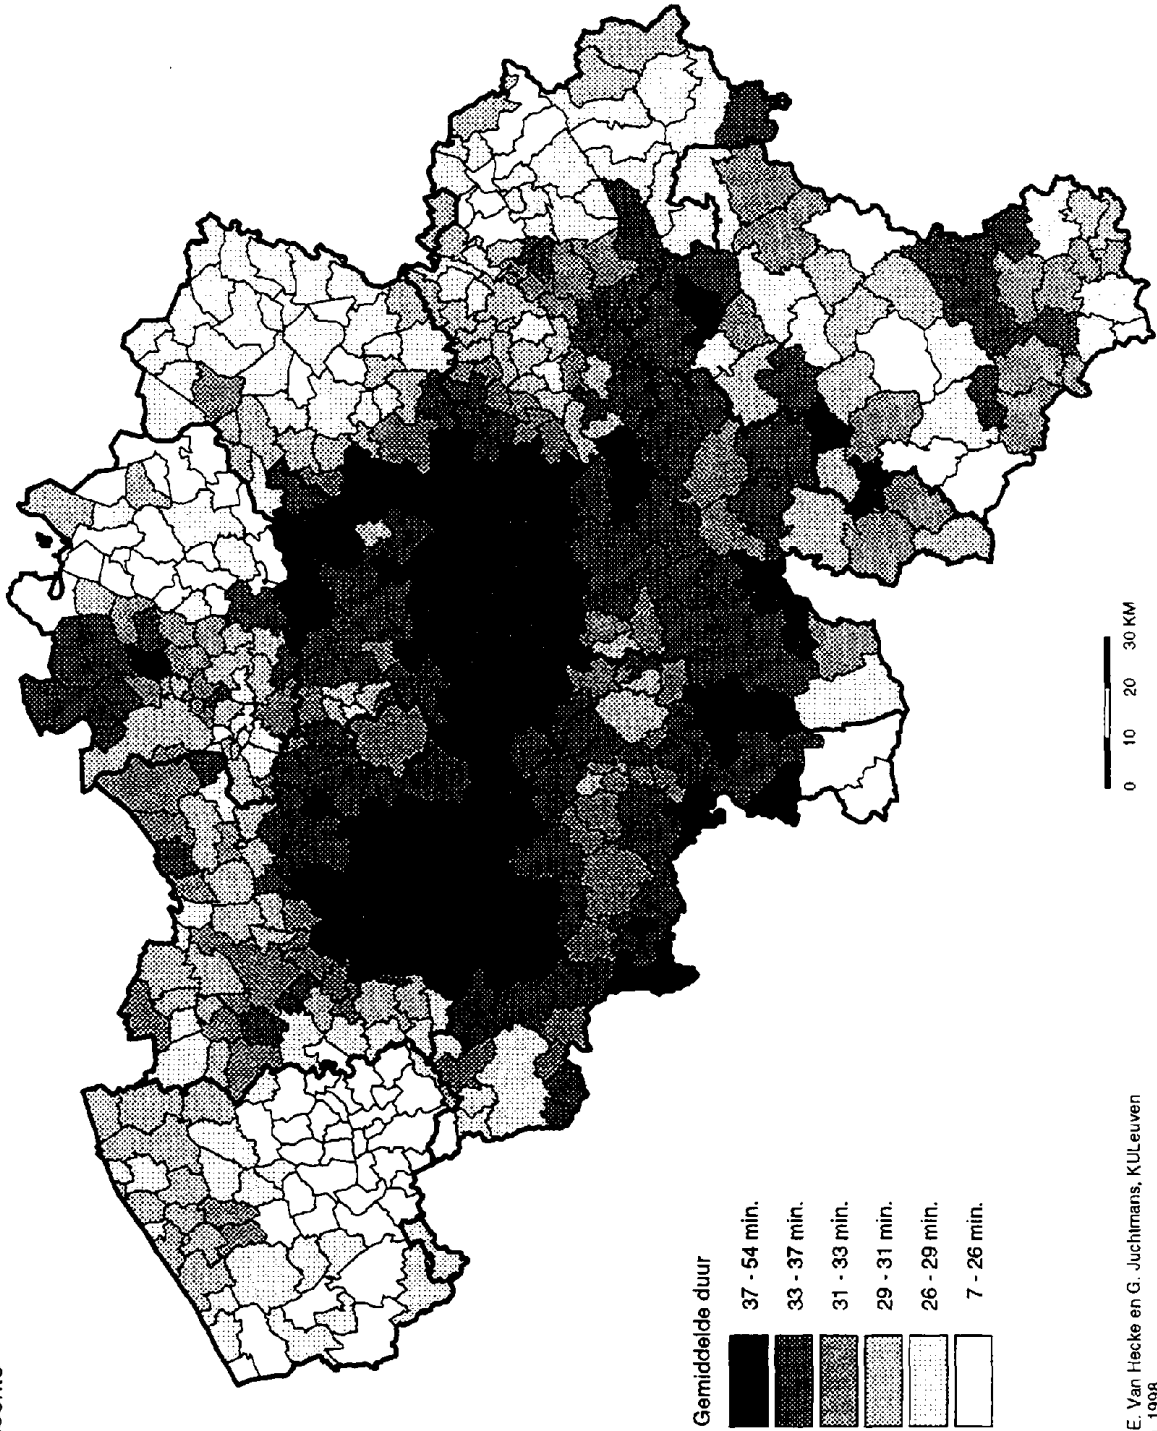 Gemiddelde duur
37 - 54 min.
33 - 37 min.
31 - 33 min.
29 - 31 min.
26 - 29 min.
7 - 26 min.
0 10 20 30 KM
E. Van Hecke en G. Juchtmans, KULeuven
1998